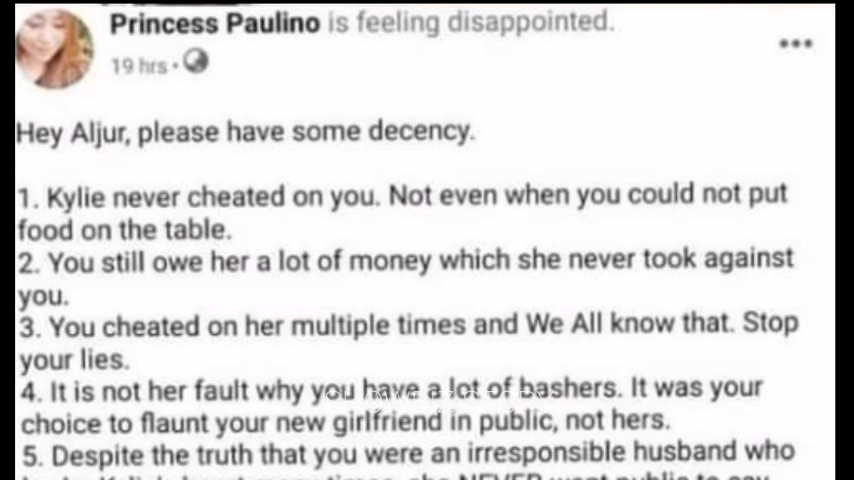 Princess Paulino is feeling disappointed.
19 hrs ·
Hey Aljur, please have some decency.
1. Kylie never cheated on you. Not even when you could not put
food on the table.
2. You still owe her a lot of money which she never took against
you.
3. You cheated on her multiple times and We All know that. Stop
your lies.
4. It is not her fault why you have a lot of bashers. It was your
choice to flaunt your new girlfriend in public, not hers.
5. Despite the truth that you were an irresponsible husband who